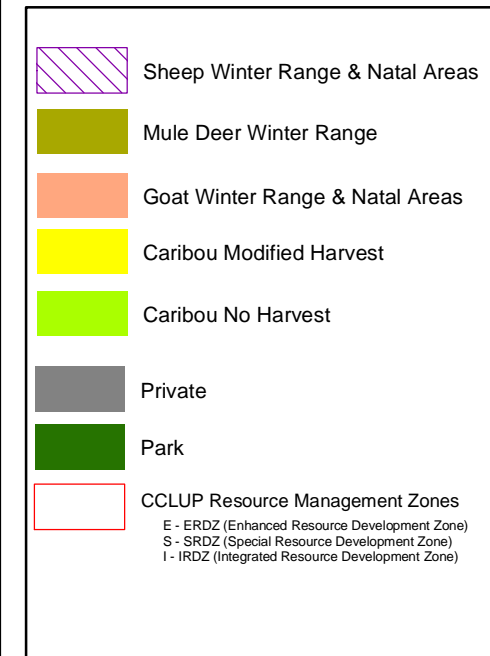 Sheep Winter Range & Natal Areas
Mule Deer Winter Range
Goat Winter Range & Natal Areas
Caribou Modified Harvest
Caribou No Harvest
Private
Park
CCLUP Resource Management Zones
E - ERDZ (Enhanced Resource Development Zone)
S - SRDZ (Special Resource Development Zone)
I - IRDZ (Integrated Resource Development Zone)